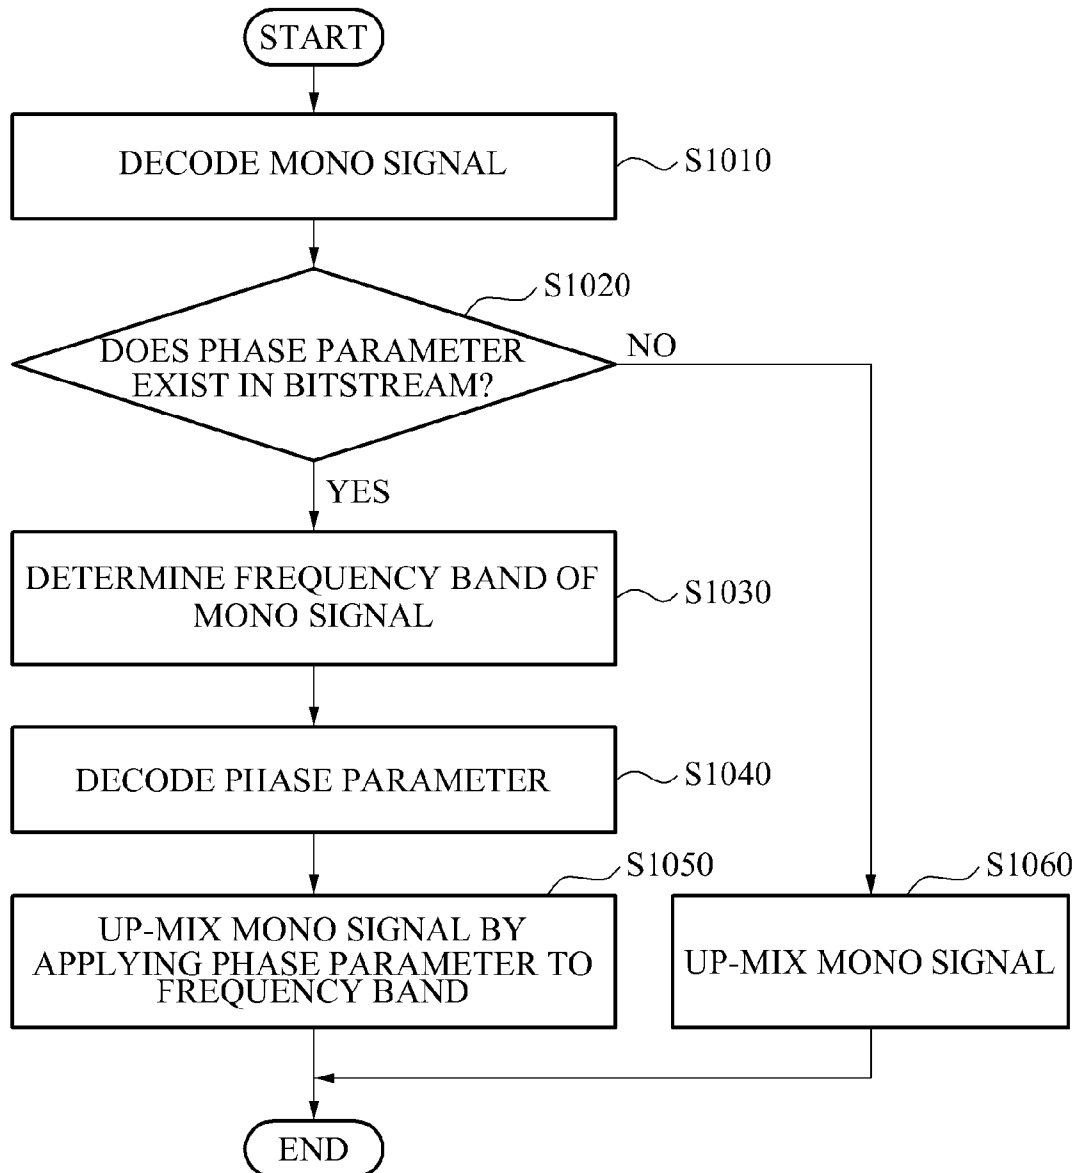 START
DECODE MONO SIGNAL
S1010
S1020
DOES PHASE PARAMETER
EXIST IN BITSTREAM?
NO
YES
DETERMINE FREQUENCY BAND OF
MONO SIGNAL
S1030
DECODE PHASE PARAMETER
S1040
S1050
UP-MIX MONO SIGNAL BY
APPLYING PHASE PARAMETER TO
FREQUENCY BAND
S1060
UP-MIX MONO SIGNAL
END